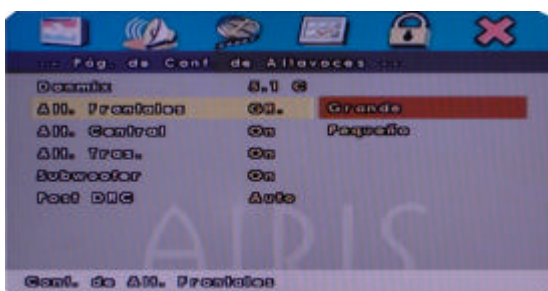 Pág. de Conf. de Altavoces
Dosmix 5.1 C
Alt. Frontales GR. Grande
Pequeño
Alt. Central On
Alt. Tras. On
Subwoofer On
Post DRC Auto
AIRIS
Conf. de Alt. Frontales